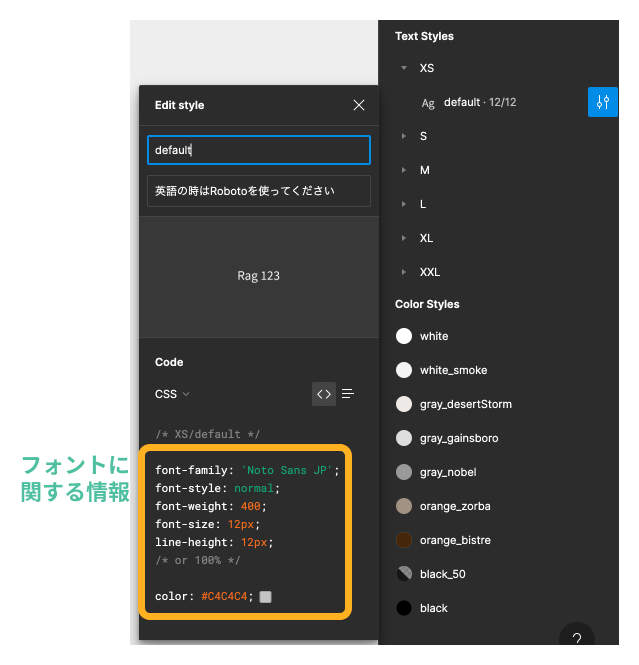 Text Styles
XS
Ag default · 12/12
S
M
L
XL
XXL
Color Styles
white
white_smoke
gray_desertStorm
gray_gainsboro
gray_nobel
orange_zorba
orange_bistre
black_50
black
?
Edit style
default
英語の時はRobotoを使ってください
Rag 123
Code
CSS
/* XS/default */
font-family: 'Noto Sans JP';
font-style: normal;
font-weight: 400;
font-size: 12px;
line-height: 12px;
/* or 100% */
color: #C4C4C4;
フォントに
関する情報